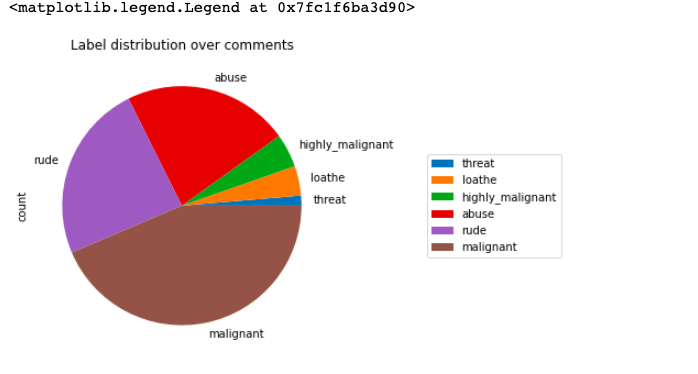 <matplotlib.legend.Legend at 0x7fc1f6ba3d90>
Label distribution over comments
abuse
highly_malignant
rude
loathe
threat
count
malignant
threat
loathe
highly_malignant
abuse
rude
malignant